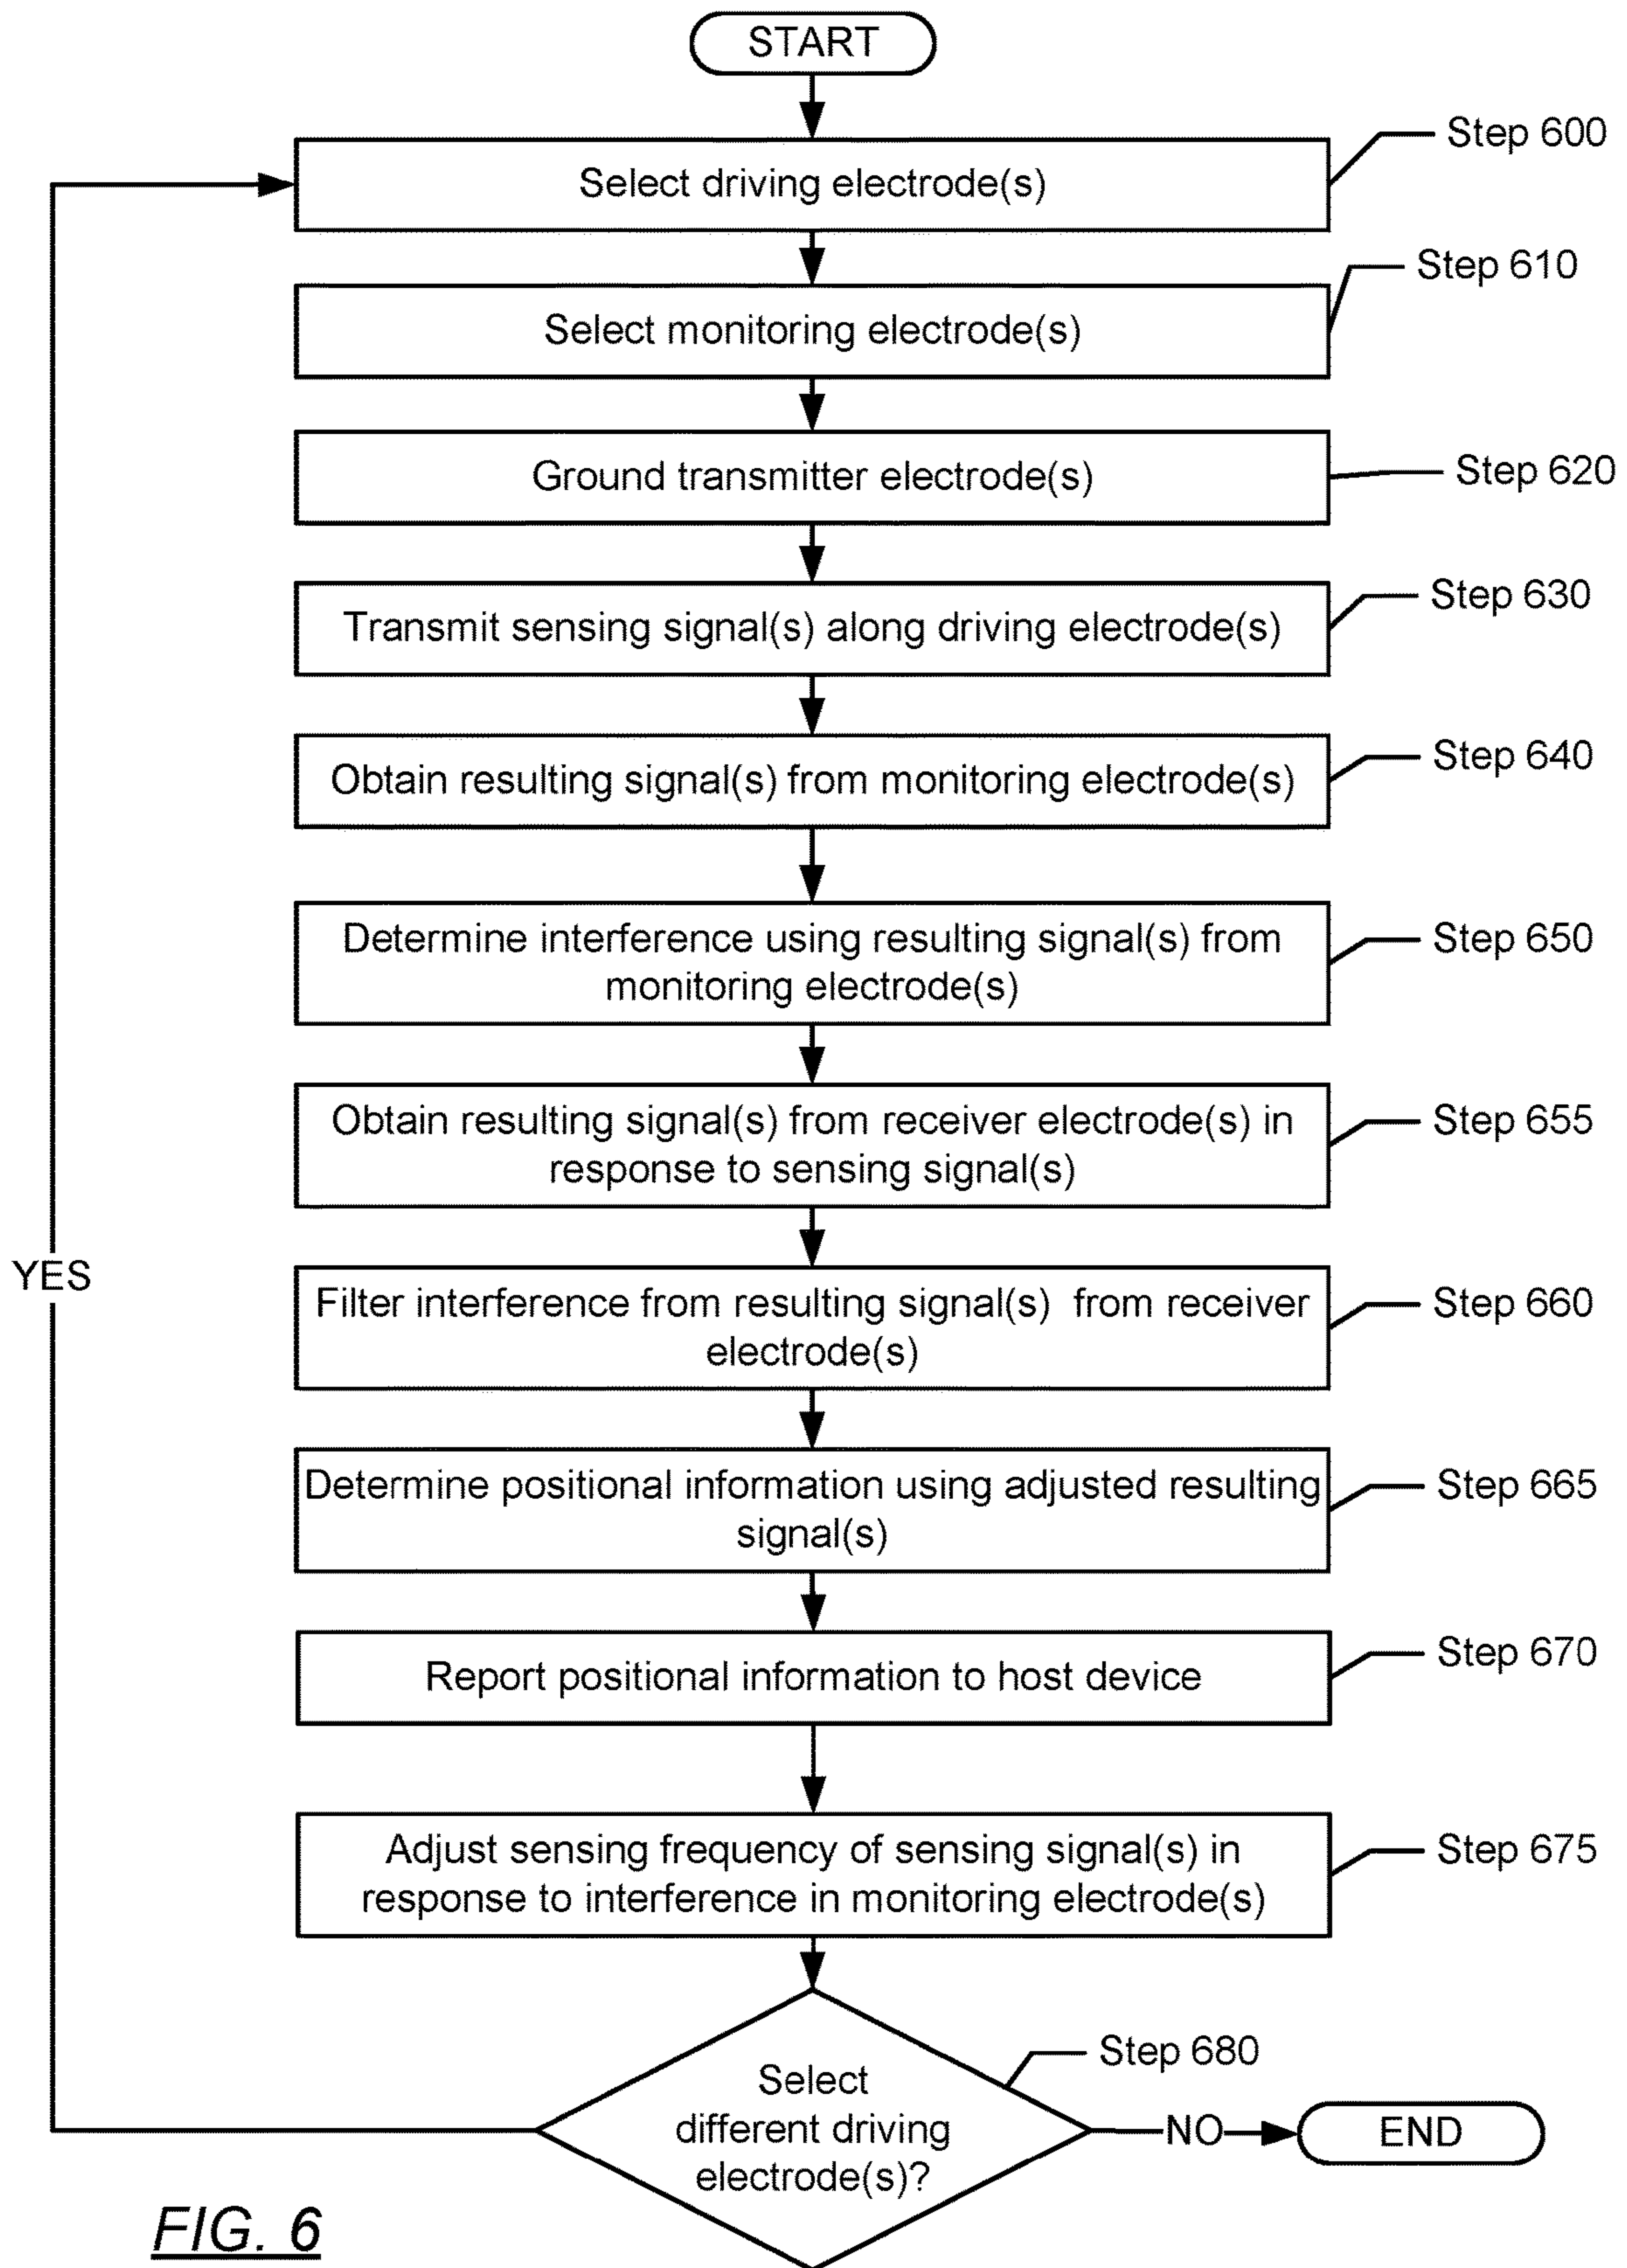 START
Step 600
Select driving electrode(s)
Step 610
Select monitoring electrode(s)
Step 620
Ground transmitter electrode(s)
Step 630
Transmit sensing signal(s) along driving electrode(s)
Step 640
Obtain resulting signal(s) from monitoring electrode(s)
Step 650
Determine interference using resulting signal(s) from
monitoring electrode(s)
Step 655
Obtain resulting signal(s) from receiver electrode(s) in
response to sensing signal(s)
YES
Step 660
Filter interference from resulting signal(s) from receiver
electrode(s)
Step 665
Determine positional information using adjusted resulting
signal(s)
Step 670
Report positional information to host device
Step 675
Adjust sensing frequency of sensing signal(s) in
response to interference in monitoring electrode(s)
Step 680
Select
different driving
electrode(s)?
NO
END
FIG. 6